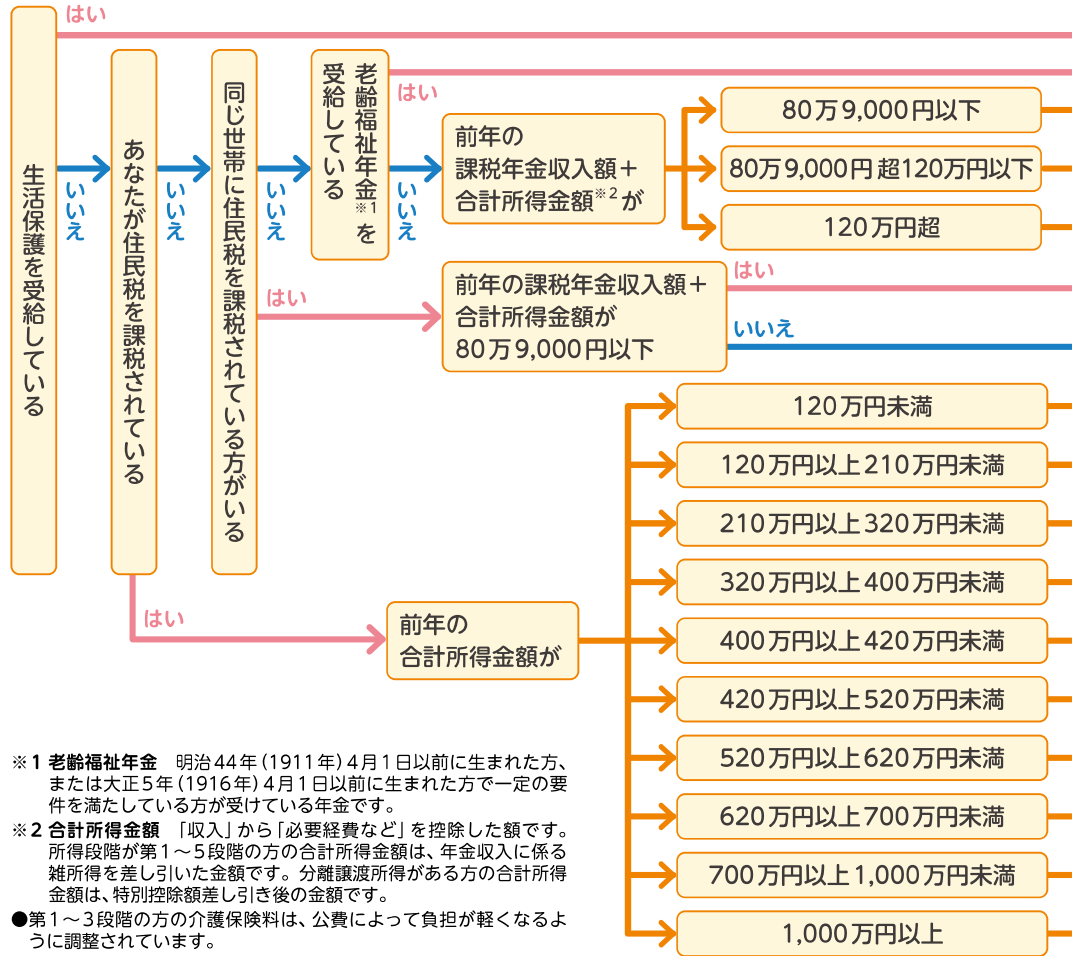 はい
生活保護を受給している
いいえ
あなたが住民税を課税されている
いいえ
同じ世帯に住民税を課税されている方がいる
いいえ
老齢福祉年金※1を
受給している
はい
いいえ
前年の
課税年金収入額＋
合計所得金額※2が
80万9,000円以下
80万9,000円超120万円以下
120万円超
はい
前年の課税年金収入額＋
合計所得金額が
80万9,000円以下
はい
いいえ
はい
前年の
合計所得金額が
120万円未満
120万円以上210万円未満
210万円以上320万円未満
320万円以上400万円未満
400万円以上420万円未満
420万円以上520万円未満
520万円以上620万円未満
620万円以上700万円未満
700万円以上1,000万円未満
1,000万円以上
※1 老齢福祉年金　明治44年（1911年）4月1日以前に生まれた方、
または大正5年（1916年）4月1日以前に生まれた方で一定の要
件を満たしている方が受けている年金です。
※2 合計所得金額　「収入」から「必要経費など」を控除した額です。
所得段階が第1～5段階の方の合計所得金額は、年金収入に係る
雑所得を差し引いた金額です。分離譲渡所得がある方の合計所得
金額は、特別控除額差し引き後の金額です。
●第1～3段階の方の介護保険料は、公費によって負担が軽くなるよ
うに調整されています。